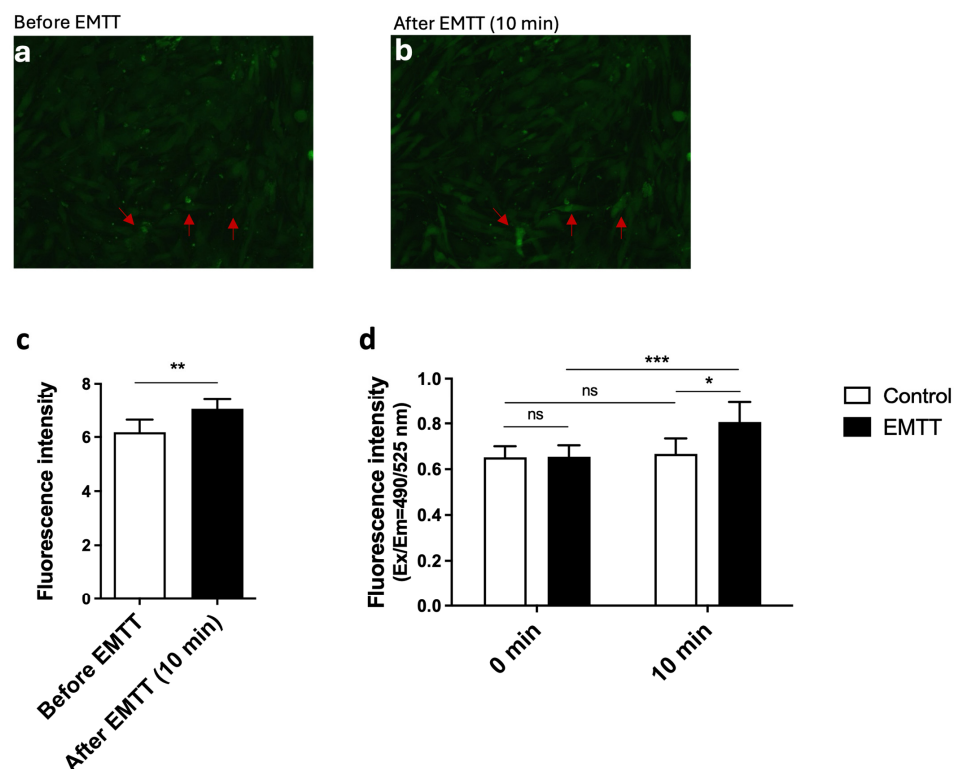 Before EMTT
After EMTT (10 min)
a
b
c
d
Fluorescence intensity
8
6
4
2
0
**
Before EMTT
After EMTT (10 min)
Fluorescence intensity
(Ex/Em=490/525 nm)
1.0
0.8
0.6
0.4
0.2
0.0
***
*
ns
ns
0 min
10 min
Control
EMTT